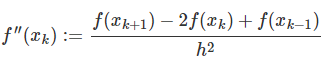 f''(x_k) := \frac{f(x_{k+1}) - 2f(x_k) + f(x_{k-1})}{h^2}